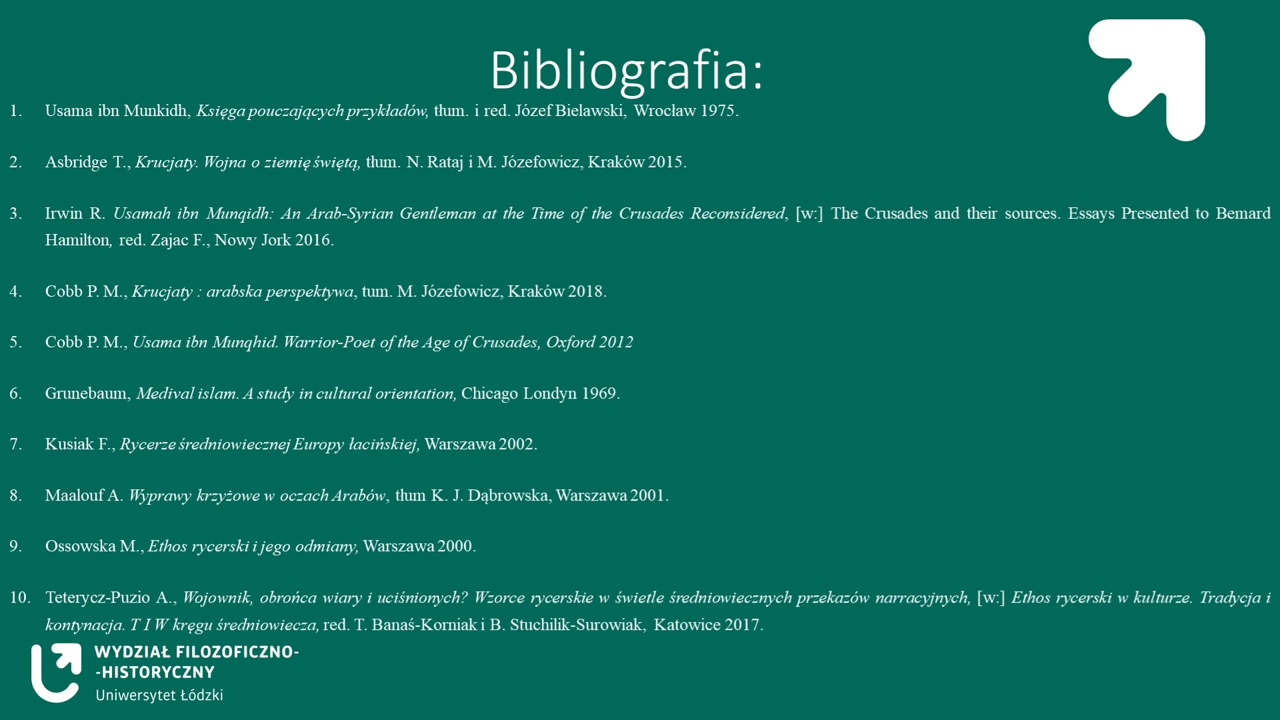 Bibliografia:
1. Usama ibn Munkidh, Księga pouczających przykładów, tłum. i red. Józef Bielawski, Wrocław 1975.
2. Asbridge T., Krucjaty. Wojna o ziemię świętą, tłum. N. Rataj i M. Józefowicz, Kraków 2015.
3. Irwin R. Usamah ibn Munqidh: An Arab-Syrian Gentleman at the Time of the Crusades Reconsidered, [w:] The Crusades and their sources. Essays Presented to Bemard
Hamilton, red. Zajac F., Nowy Jork 2016.
4. Cobb P. M., Krucjaty : arabska perspektywa, tum. M. Józefowicz, Kraków 2018.
5. Cobb P. M., Usama ibn Munqhid. Warrior-Poet of the Age of Crusades, Oxford 2012
6. Grunebaum, Medival islam. A study in cultural orientation, Chicago Londyn 1969.
7. Kusiak F., Rycerze średniowiecznej Europy łacińskiej, Warszawa 2002.
8. Maalouf A. Wyprawy krzyżowe w oczach Arabów, tłum K. J. Dąbrowska, Warszawa 2001.
9. Ossowska M., Ethos rycerski i jego odmiany, Warszawa 2000.
10. Teterycz-Puzio A., Wojownik, obrońca wiary i uciśnionych? Wzorce rycerskie w świetle średniowiecznych przekazów narracyjnych, [w:] Ethos rycerski w kulturze. Tradycja i
kontynacja. T I W kręgu średniowiecza, red. T. Banaś-Korniak i B. Stuchilik-Surowiak, Katowice 2017.
WYDZIAŁ FILOZOFICZNO-
-HISTORYCZNY
Uniwersytet Łódzki